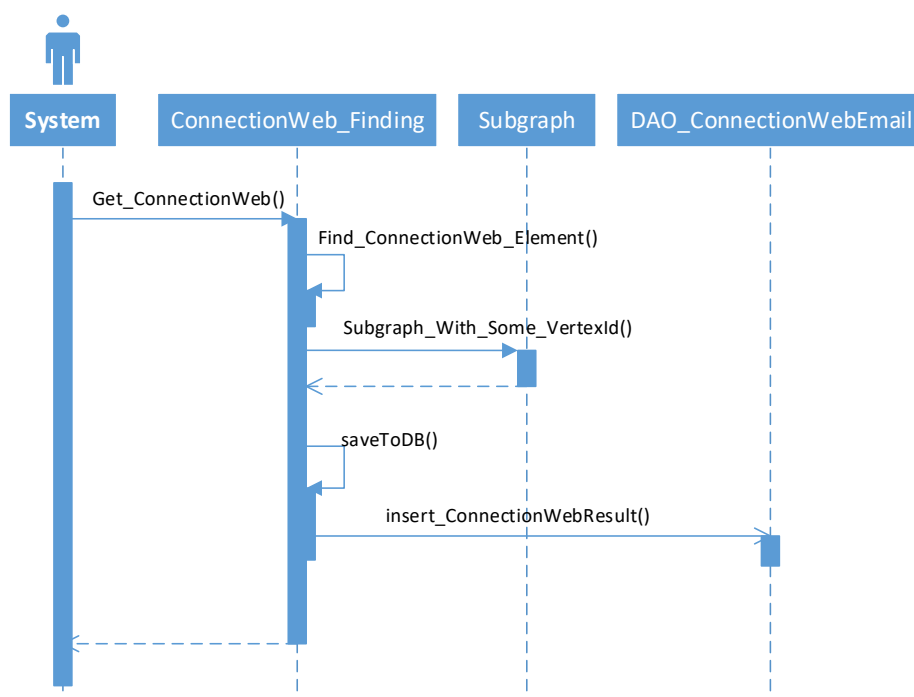 System
ConnectionWeb_Finding
Subgraph
DAO_ConnectionWebEmail
Get_ConnectionWeb()
Find_ConnectionWeb_Element()
Subgraph_With_Some_VertexId()
saveToDB()
insert_ConnectionWebResult()